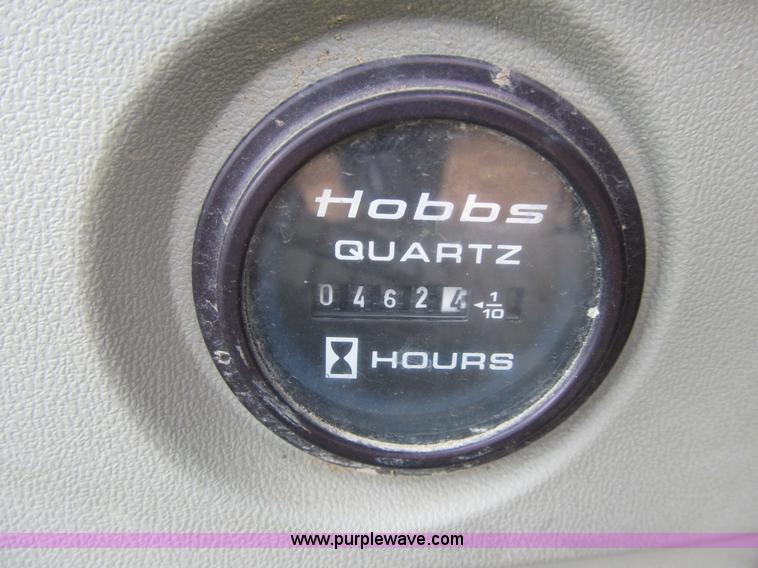 Hobbs
QUARTZ
04624 ◄ 1/10
HOURS
www.purplewave.com